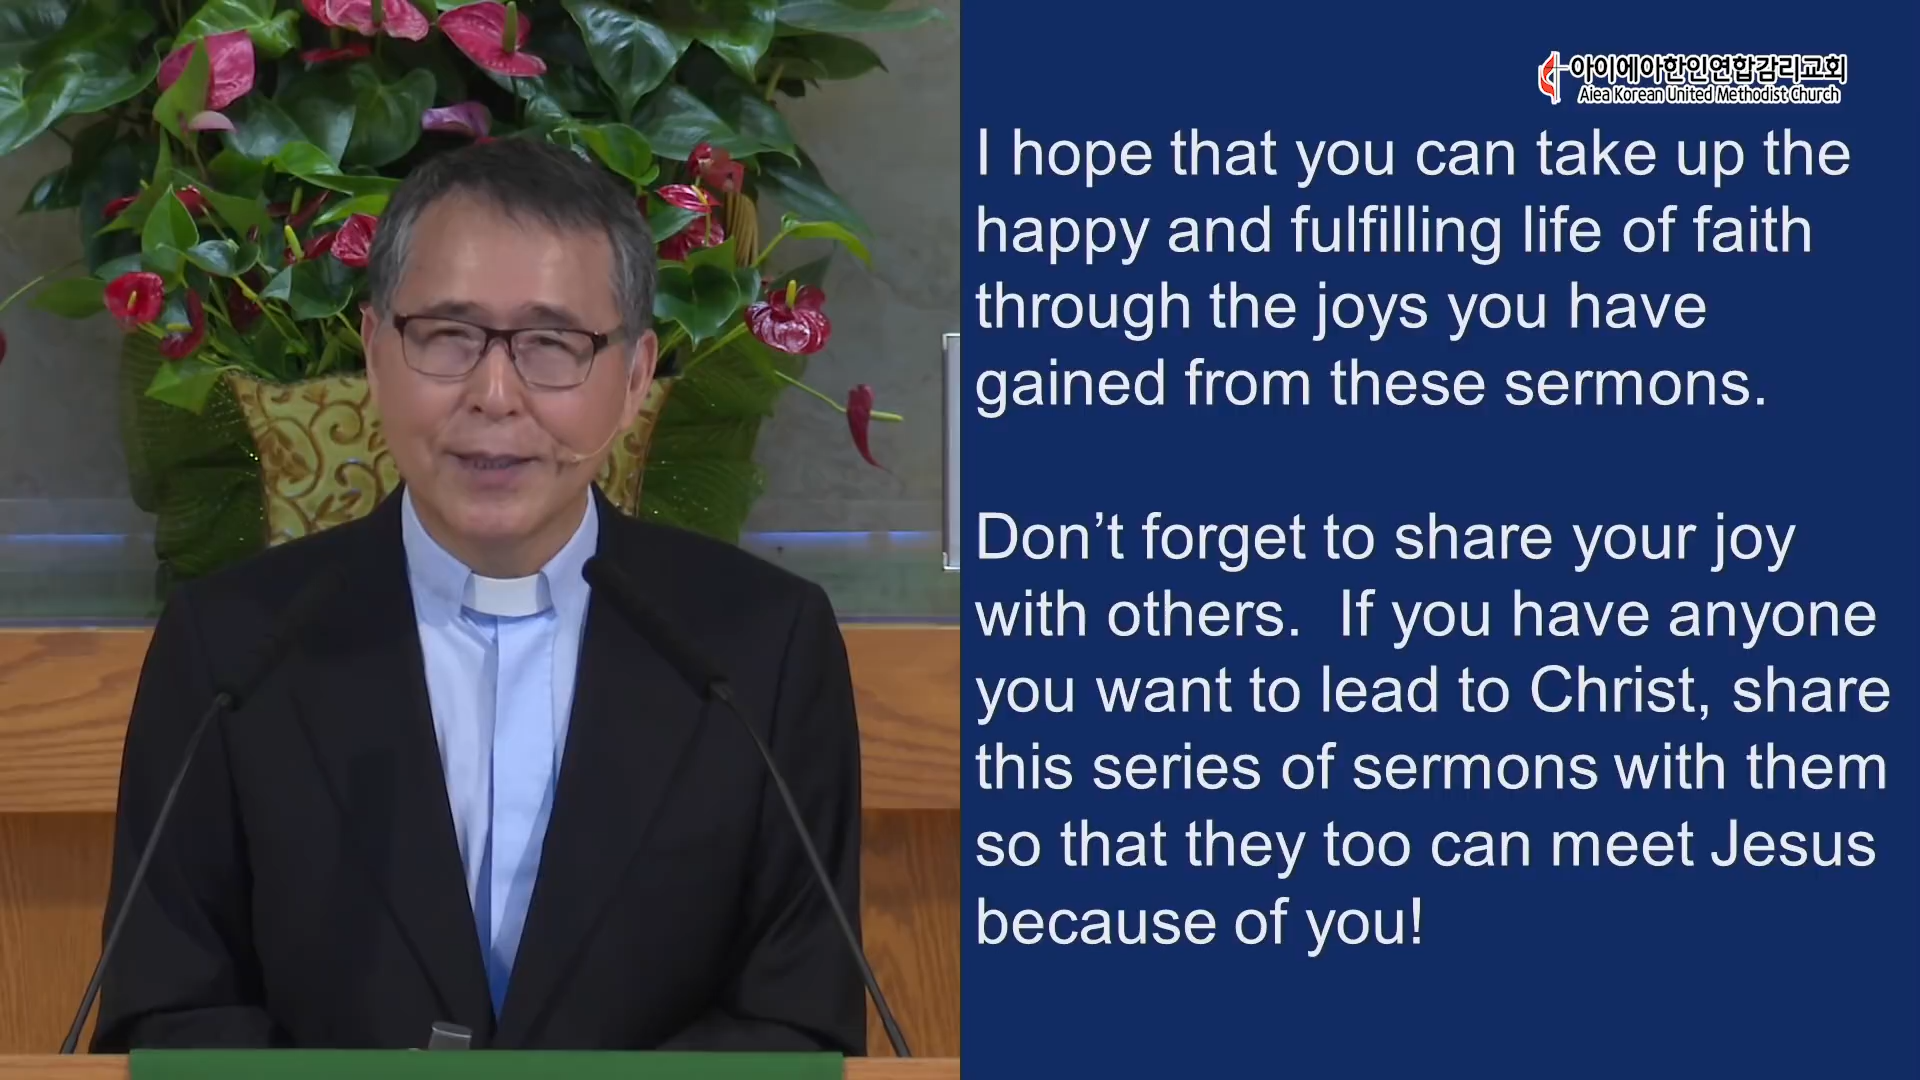 아이에아한인연합감리교회
Aiea Korean United Methodist Church
I hope that you can take up the
happy and fulfilling life of faith
through the joys you have
gained from these sermons.
Don’t forget to share your joy
with others.  If you have anyone
you want to lead to Christ, share
this series of sermons with them
so that they too can meet Jesus
because of you!